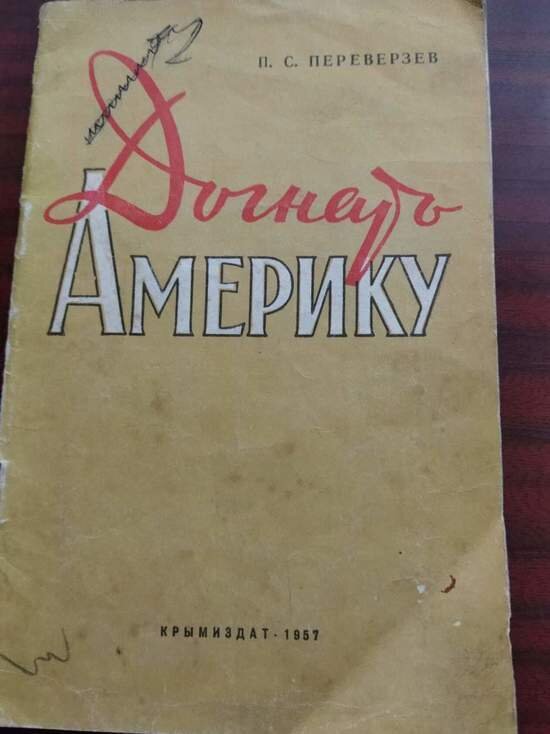 П. С. ПЕРЕВЕРЗЕВ
Догнать
АМЕРИКУ
КРЫМИЗДАТ - 1957